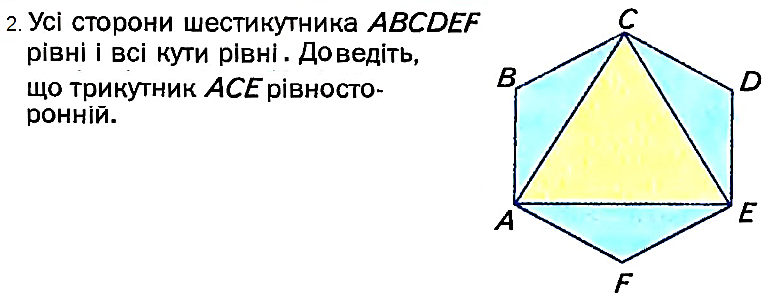 2. Усі сторони шестикутника ABCDEF
рівні і всі кути рівні. Доведіть,
що трикутник ACE рівносто-
ронній.
C
B
D
A
E
F